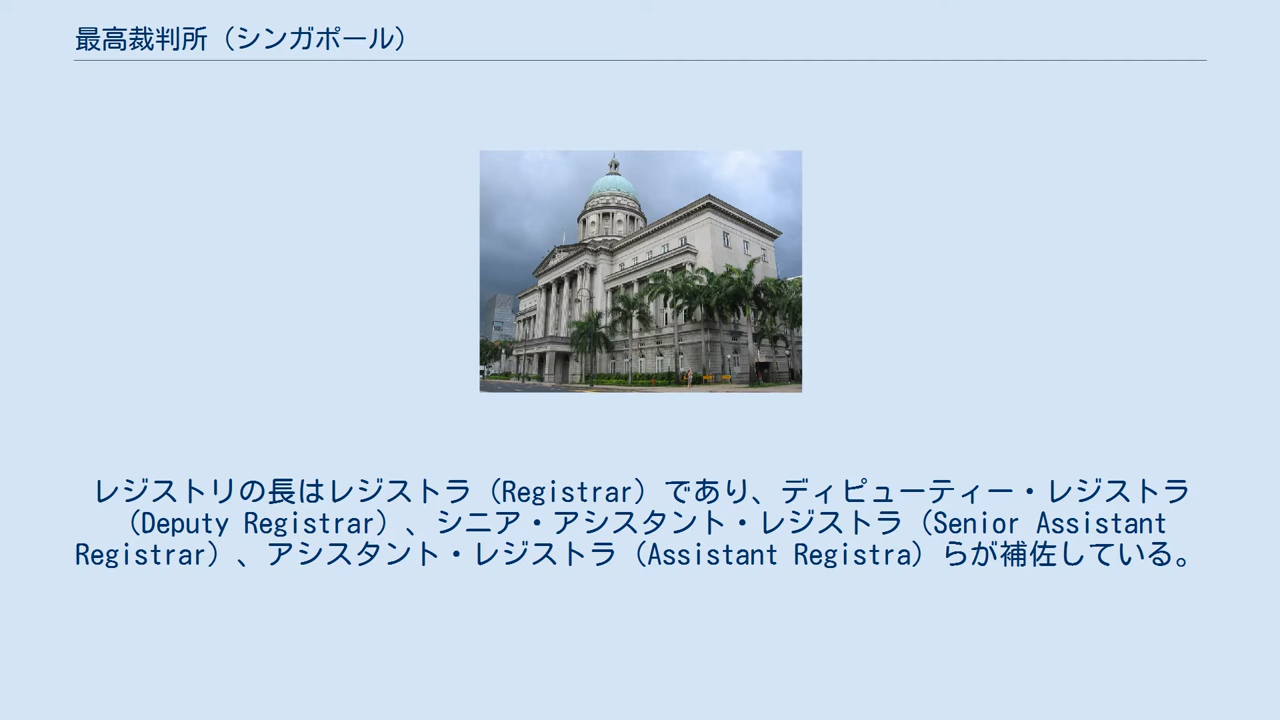 最高裁判所（シンガポール）
レジストリの長はレジストラ（Registrar）であり、ディピューティー・レジストラ
（Deputy Registrar）、シニア・アシスタント・レジストラ（Senior Assistant
Registrar）、アシスタント・レジストラ（Assistant Registra）らが補佐している。